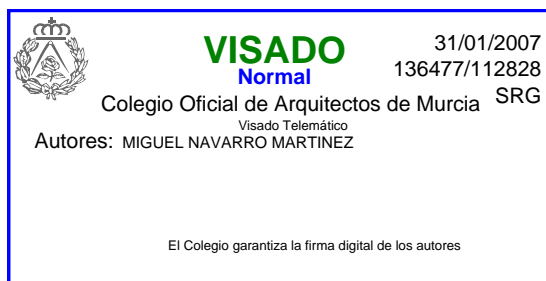 VISADO
31/01/2007
Normal
136477/112828
Colegio Oficial de Arquitectos de Murcia
SRG
Visado Telemático
Autores: MIGUEL NAVARRO MARTINEZ
El Colegio garantiza la firma digital de los autores